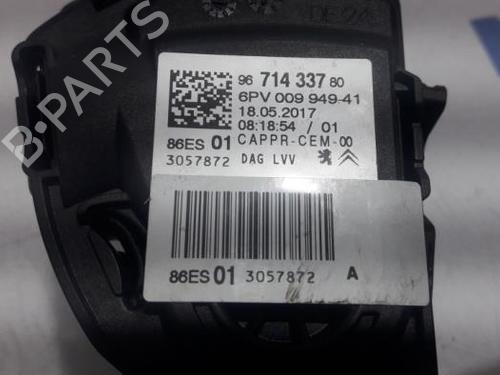 DE24
96 714 337 80
6PV 009 949-41
18.05.2017
08:18:54 / 01
86ES 01 CAPPR-CEM-00
3057872 DAG LVV
86ES 01 3057872 A